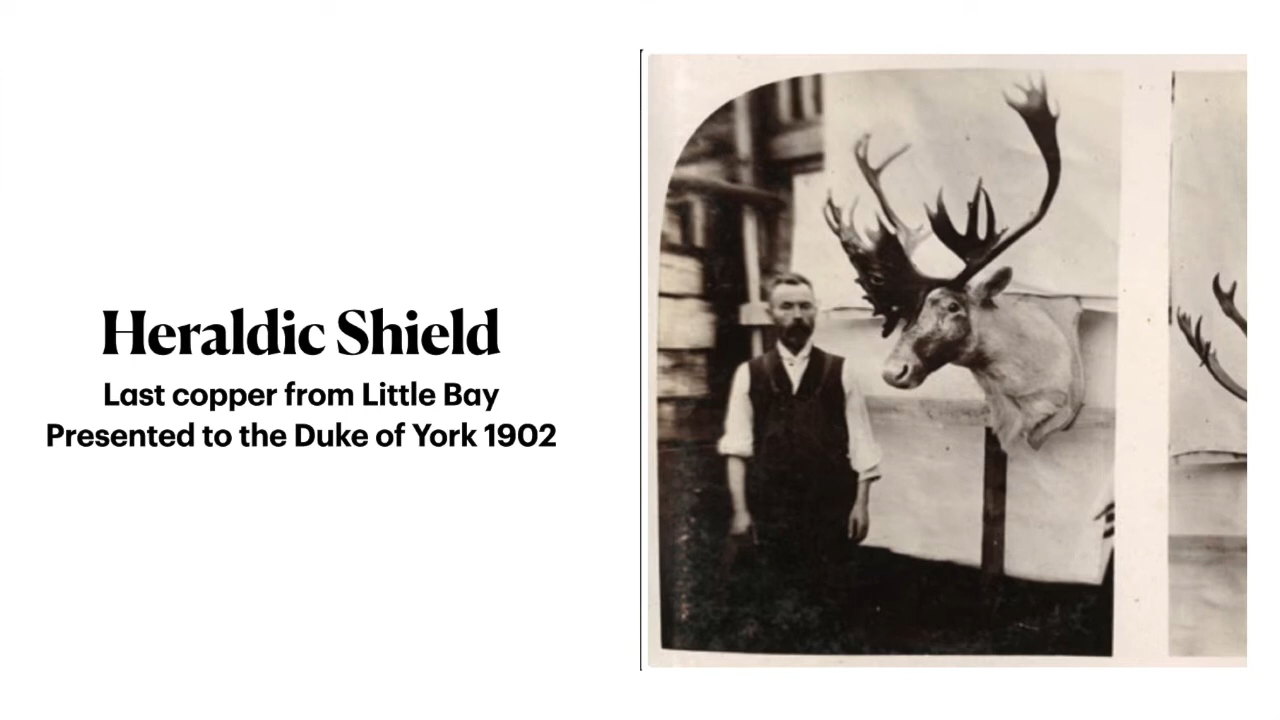 Heraldic Shield
Last copper from Little Bay
Presented to the Duke of York 1902